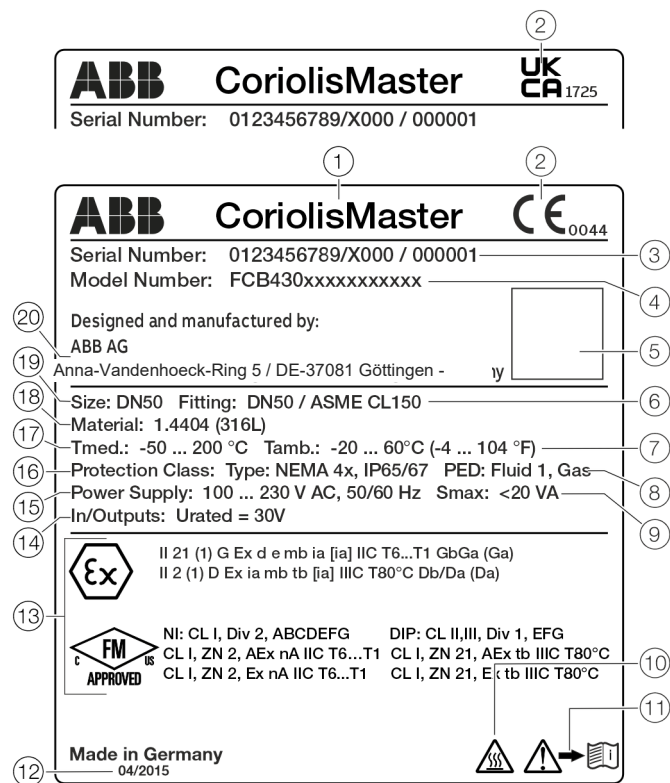 2
ABB CoriolisMaster UK CA 1725
Serial Number: 0123456789/X000 / 000001
1 2
ABB CoriolisMaster CE 0044
Serial Number: 0123456789/X000 / 000001 3
Model Number: FCB430xxxxxxxxxxx 4
Designed and manufactured by:
20 ABB AG 5
Anna-Vandenhoeck-Ring 5 / DE-37081 Göttingen - y
19 Size: DN50 Fitting: DN50 / ASME CL150 6
18 Material: 1.4404 (316L)
17 Tmed.: -50 ... 200 °C Tamb.: -20 ... 60°C (-4 ... 104 °F) 7
16 Protection Class: Type: NEMA 4x, IP65/67 PED: Fluid 1, Gas 8
15 Power Supply: 100 ... 230 V AC, 50/60 Hz Smax: <20 VA 9
14 In/Outputs: Urated = 30V
Ex II 21 (1) G Ex d e mb ia [ia] IIC T6...T1 GbGa (Ga)
II 2 (1) D Ex ia mb tb [ia] IIIC T80°C Db/Da (Da)
13
NI: CL I, Div 2, ABCDEFG DIP: CL II,III, Div 1, EFG
C FM US CL I, ZN 2, AEx nA IIC T6...T1 CL I, ZN 21, AEx tb IIIC T80°C
APPROVED CL I, ZN 2, Ex nA IIC T6...T1 CL I, ZN 21, Ex tb IIIC T80°C
10
11
Made in Germany i
12 04/2015